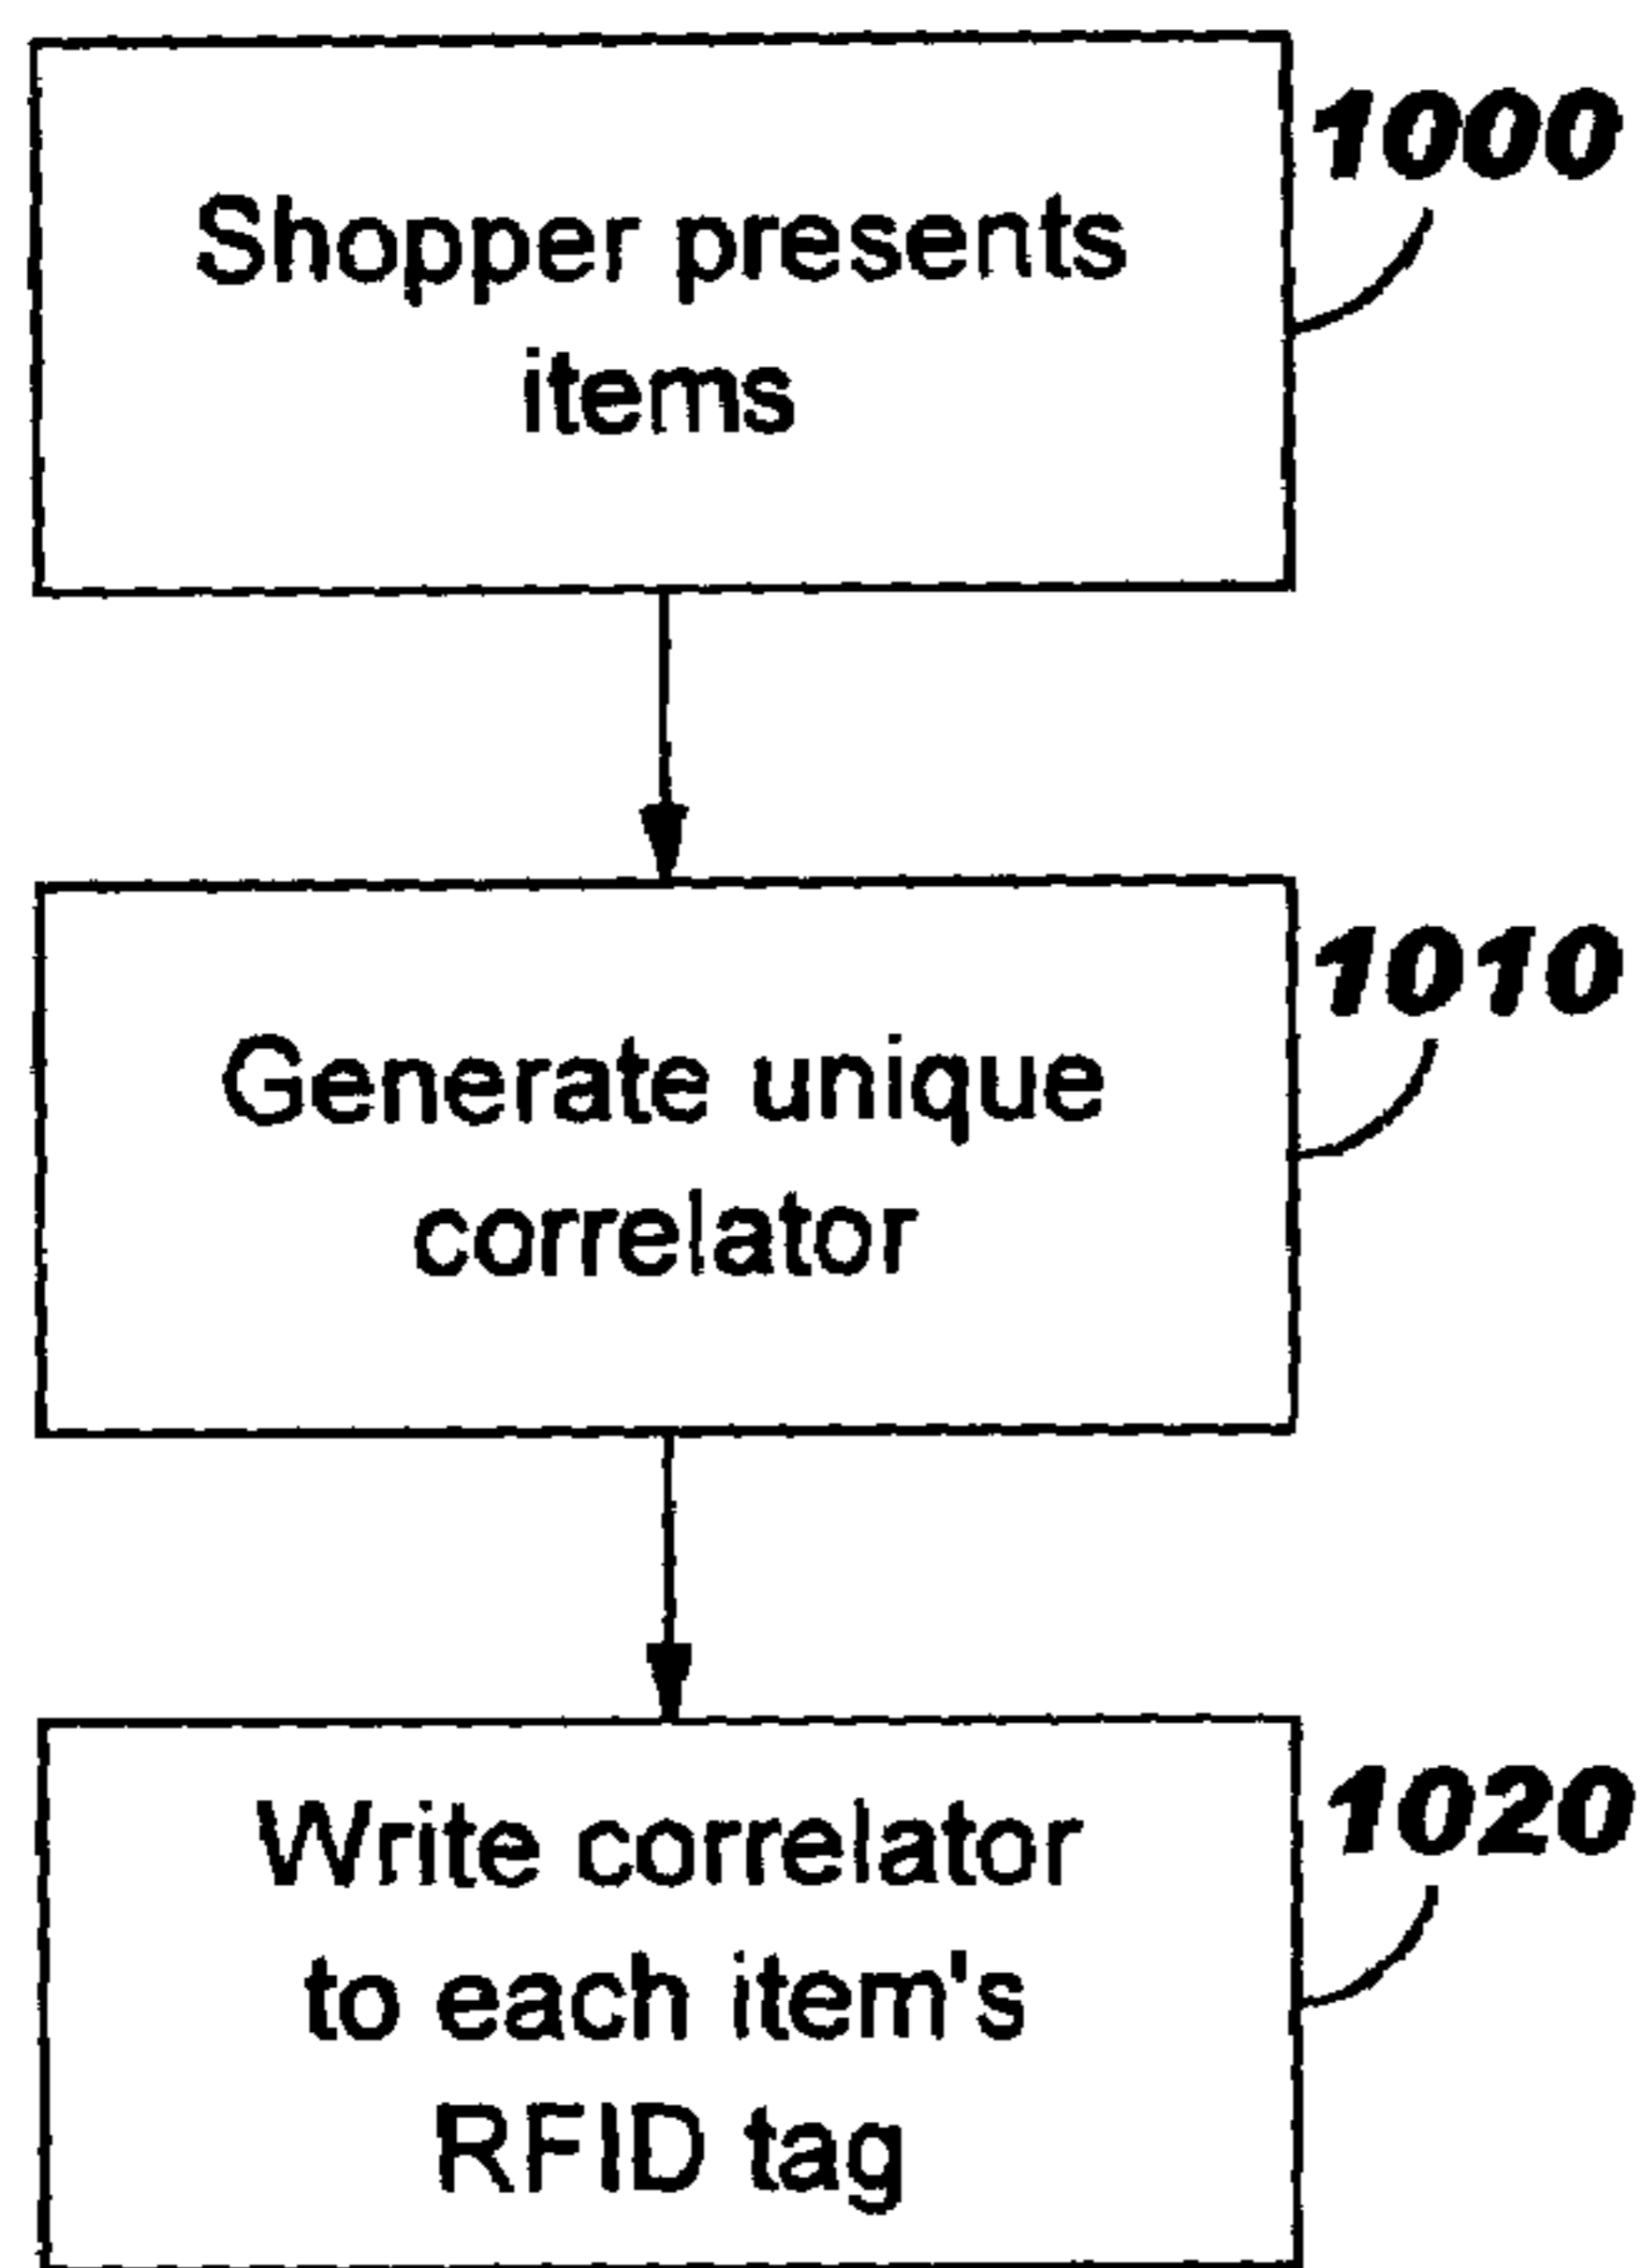 1000
Shopper presents
items
1010
Generate unique
correlator
1020
Write correlator
to each item's
RFID tag